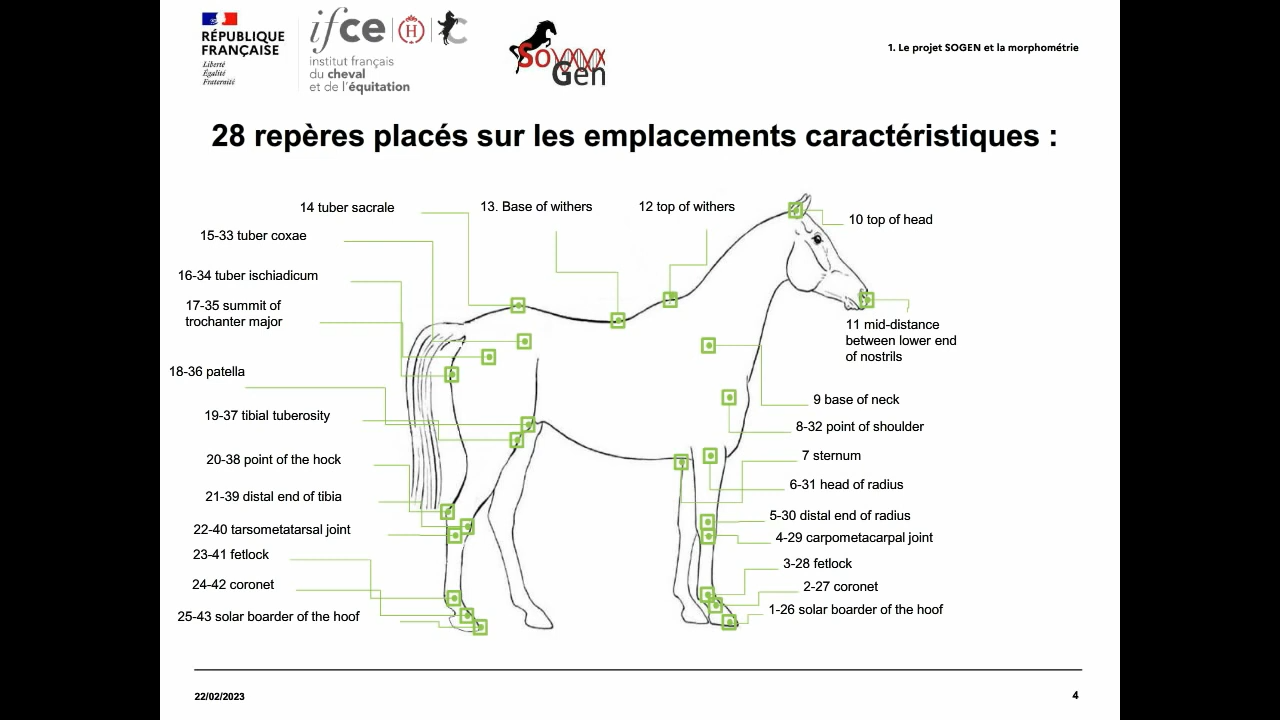 RÉPUBLIQUE
FRANÇAISE
Liberté
Égalité
Fraternité
ifce
H
institut français
du cheval
et de l'équitation
So
Gen
1. Le projet SOGEN et la morphométrie
28 repères placés sur les emplacements caractéristiques :
14 tuber sacrale
13. Base of withers
12 top of withers
10 top of head
15-33 tuber coxae
16-34 tuber ischiadicum
17-35 summit of
trochanter major
11 mid-distance
between lower end
of nostrils
18-36 patella
9 base of neck
19-37 tibial tuberosity
8-32 point of shoulder
20-38 point of the hock
7 sternum
6-31 head of radius
21-39 distal end of tibia
5-30 distal end of radius
22-40 tarsometatarsal joint
4-29 carpometacarpal joint
23-41 fetlock
3-28 fetlock
24-42 coronet
2-27 coronet
25-43 solar boarder of the hoof
1-26 solar boarder of the hoof
22/02/2023
4